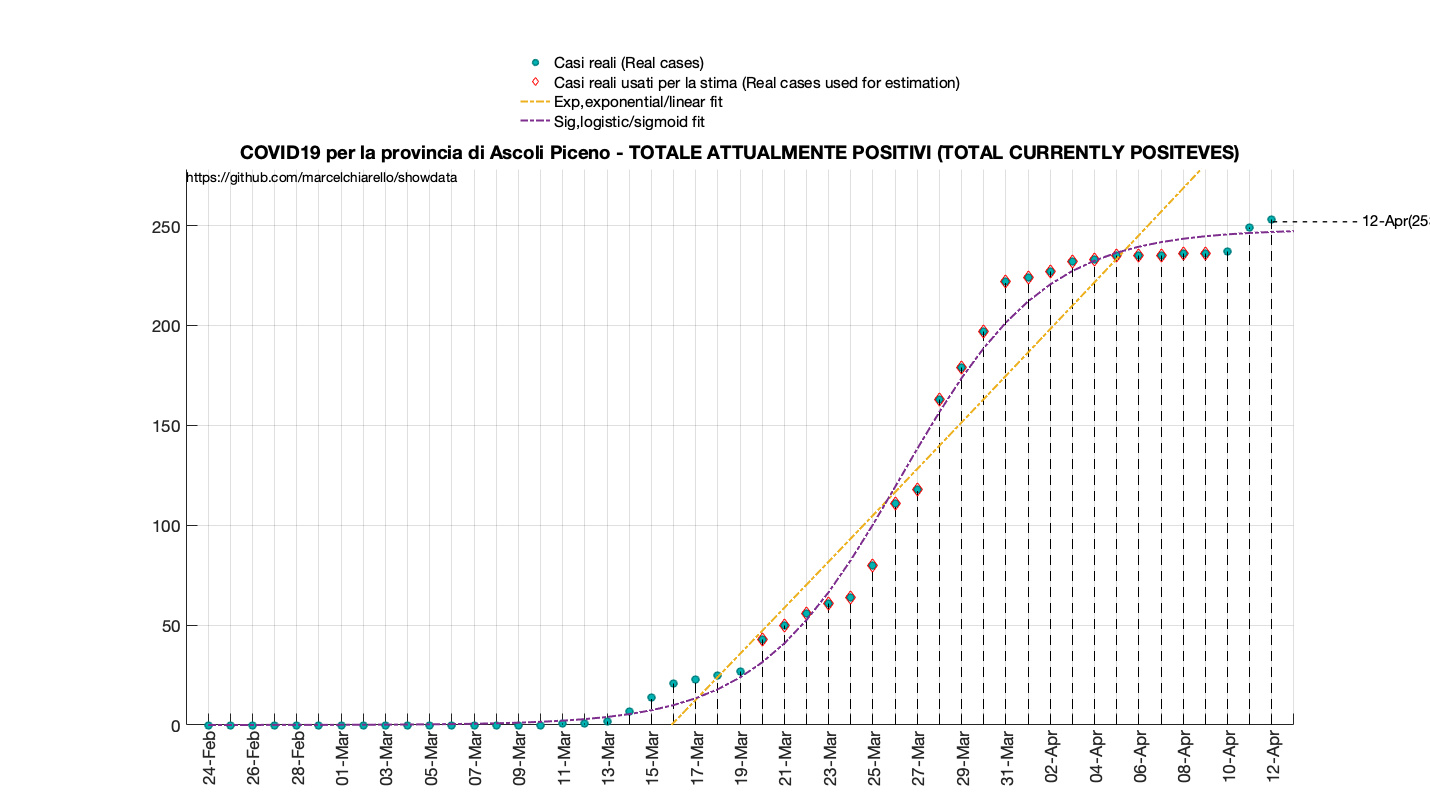 Casi reali (Real cases)
Casi reali usati per la stima (Real cases used for estimation)
Exp,exponential/linear fit
Sig,logistic/sigmoid fit
COVID19 per la provincia di Ascoli Piceno - TOTALE ATTUALMENTE POSITIVI (TOTAL CURRENTLY POSITEVES)
https://github.com/marcelchiarello/showdata
250
12-Apr(253
200
150
100
50
0
24-Feb
26-Feb
28-Feb
01-Mar
03-Mar
05-Mar
07-Mar
09-Mar
11-Mar
13-Mar
15-Mar
17-Mar
19-Mar
21-Mar
23-Mar
25-Mar
27-Mar
29-Mar
31-Mar
02-Apr
04-Apr
06-Apr
08-Apr
10-Apr
12-Apr